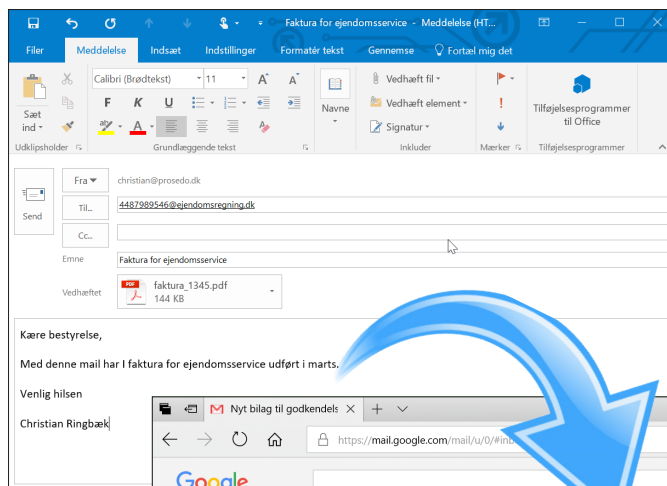 Faktura for ejendomsservice - Meddelelse (HT...
Filer Meddelelse Indsæt Indstillinger Formatér tekst Gennemse Fortæl mig det
Calibri (Brødtekst) 11 A A
F K U
Sæt ind
Navne
Vedhæft fil
Vedhæft element
Signatur
Tilføjelsesprogrammer til Office
Udklipsholder Grundlæggende tekst Inkluder Mærker Tilføjelsesprogrammer
Send
Fra christian@prosedo.dk
Til... 4487989546@ejendomsregning.dk
Cc...
Emne Faktura for ejendomsservice
Vedhæftet PDF faktura_1345.pdf
144 KB
Kære bestyrelse,
Med denne mail har I faktura for ejendomsservice udført i marts.
Venlig hilsen
Christian Ringbæk
Nyt bilag til godkendels
https://mail.google.com/mail/u/0/#inb
Google